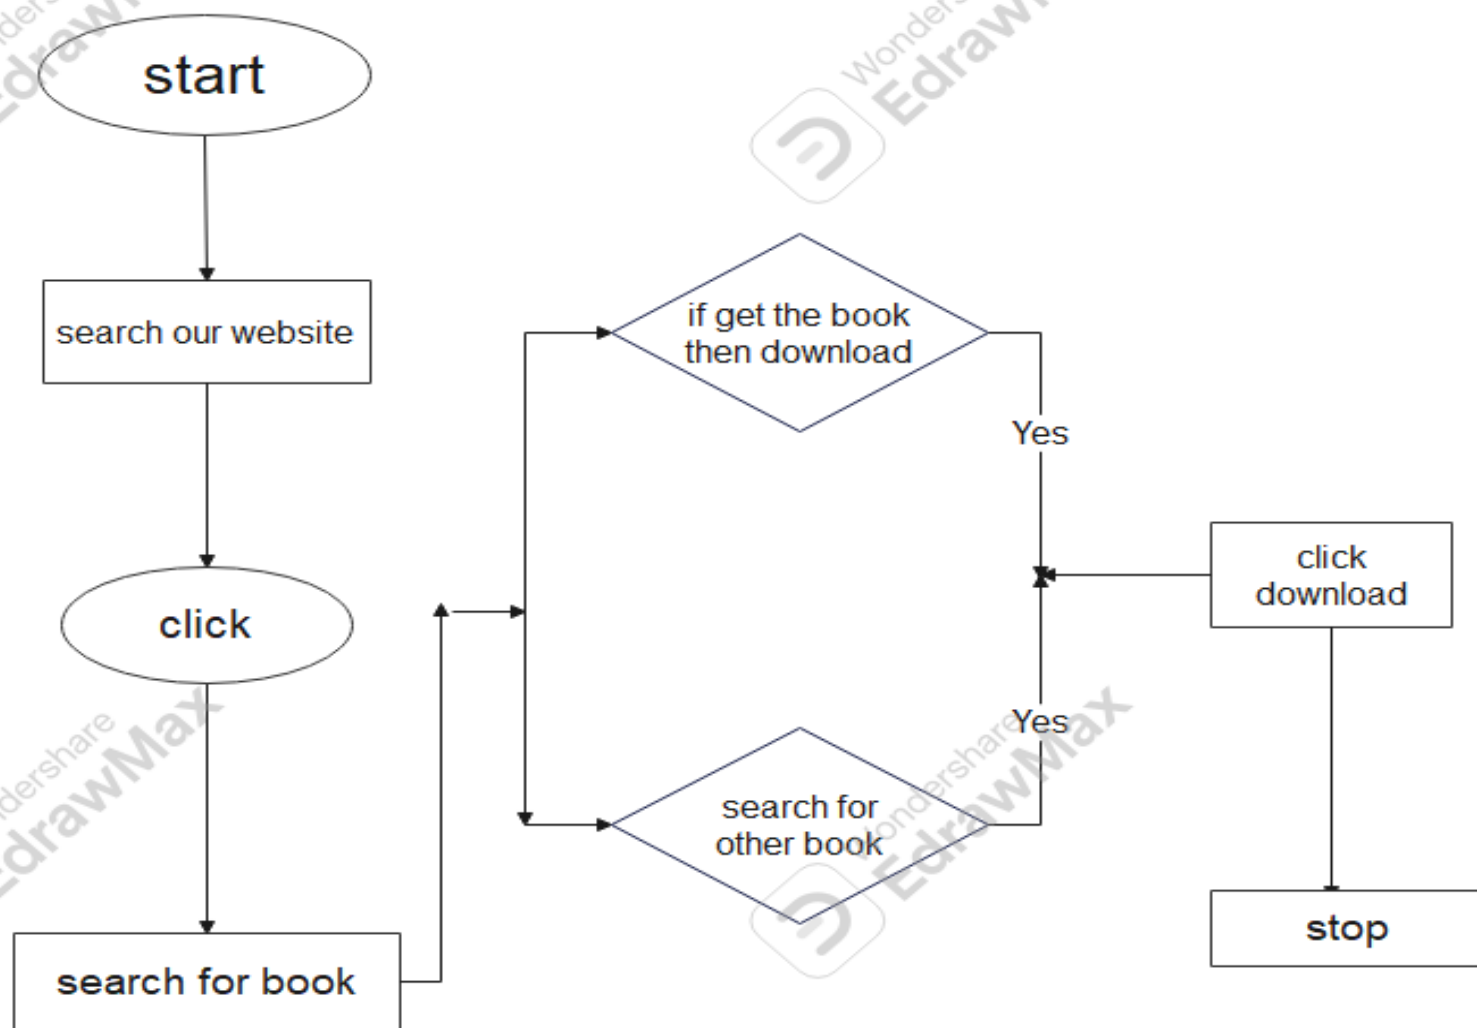 start
search our website
click
search for book
if get the book
then download
Yes
search for
other book
Yes
click
download
stop
Wondershare
EdrawMax